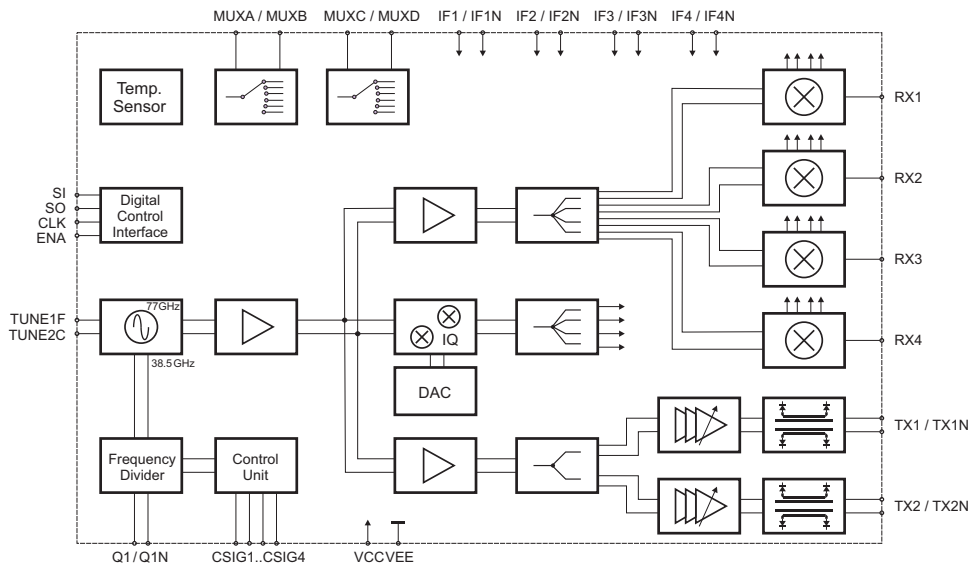 MUXA / MUXB MUXC / MUXD IF1 / IF1N IF2 / IF2N IF3 / IF3N IF4 / IF4N
Temp.
Sensor
RX1
RX2
SI
SO
CLK
ENA
Digital
Control
Interface
RX3
TUNE1F
TUNE2C
77GHz
38.5 GHz
IQ
DAC
RX4
TX1 / TX1N
Frequency
Divider
Control
Unit
TX2 / TX2N
Q1/ Q1N CSIG1..CSIG4 VCC VEE